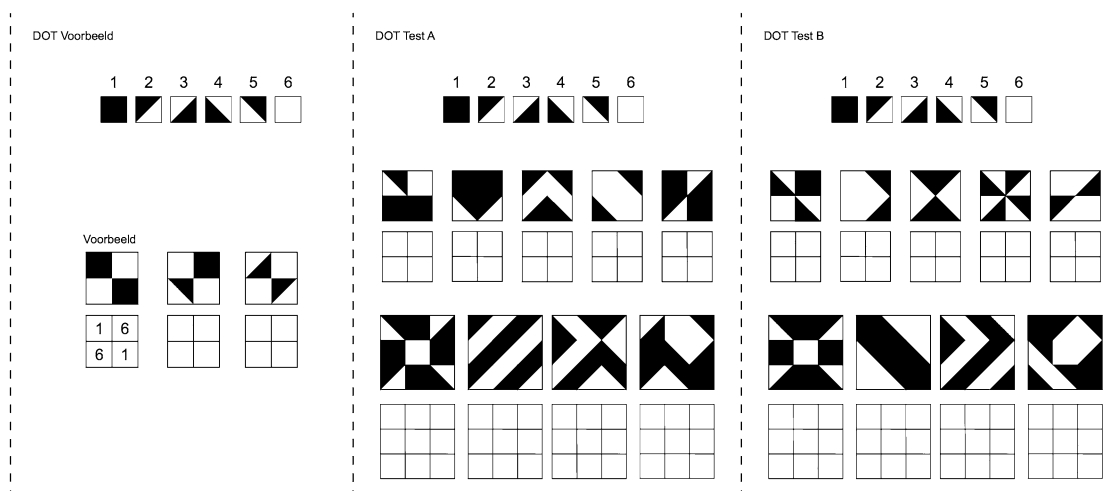 DOT Voorbeeld
1 2 3 4 5 6
Voorbeeld
1 6
6 1
DOT Test A
1 2 3 4 5 6
DOT Test B
1 2 3 4 5 6